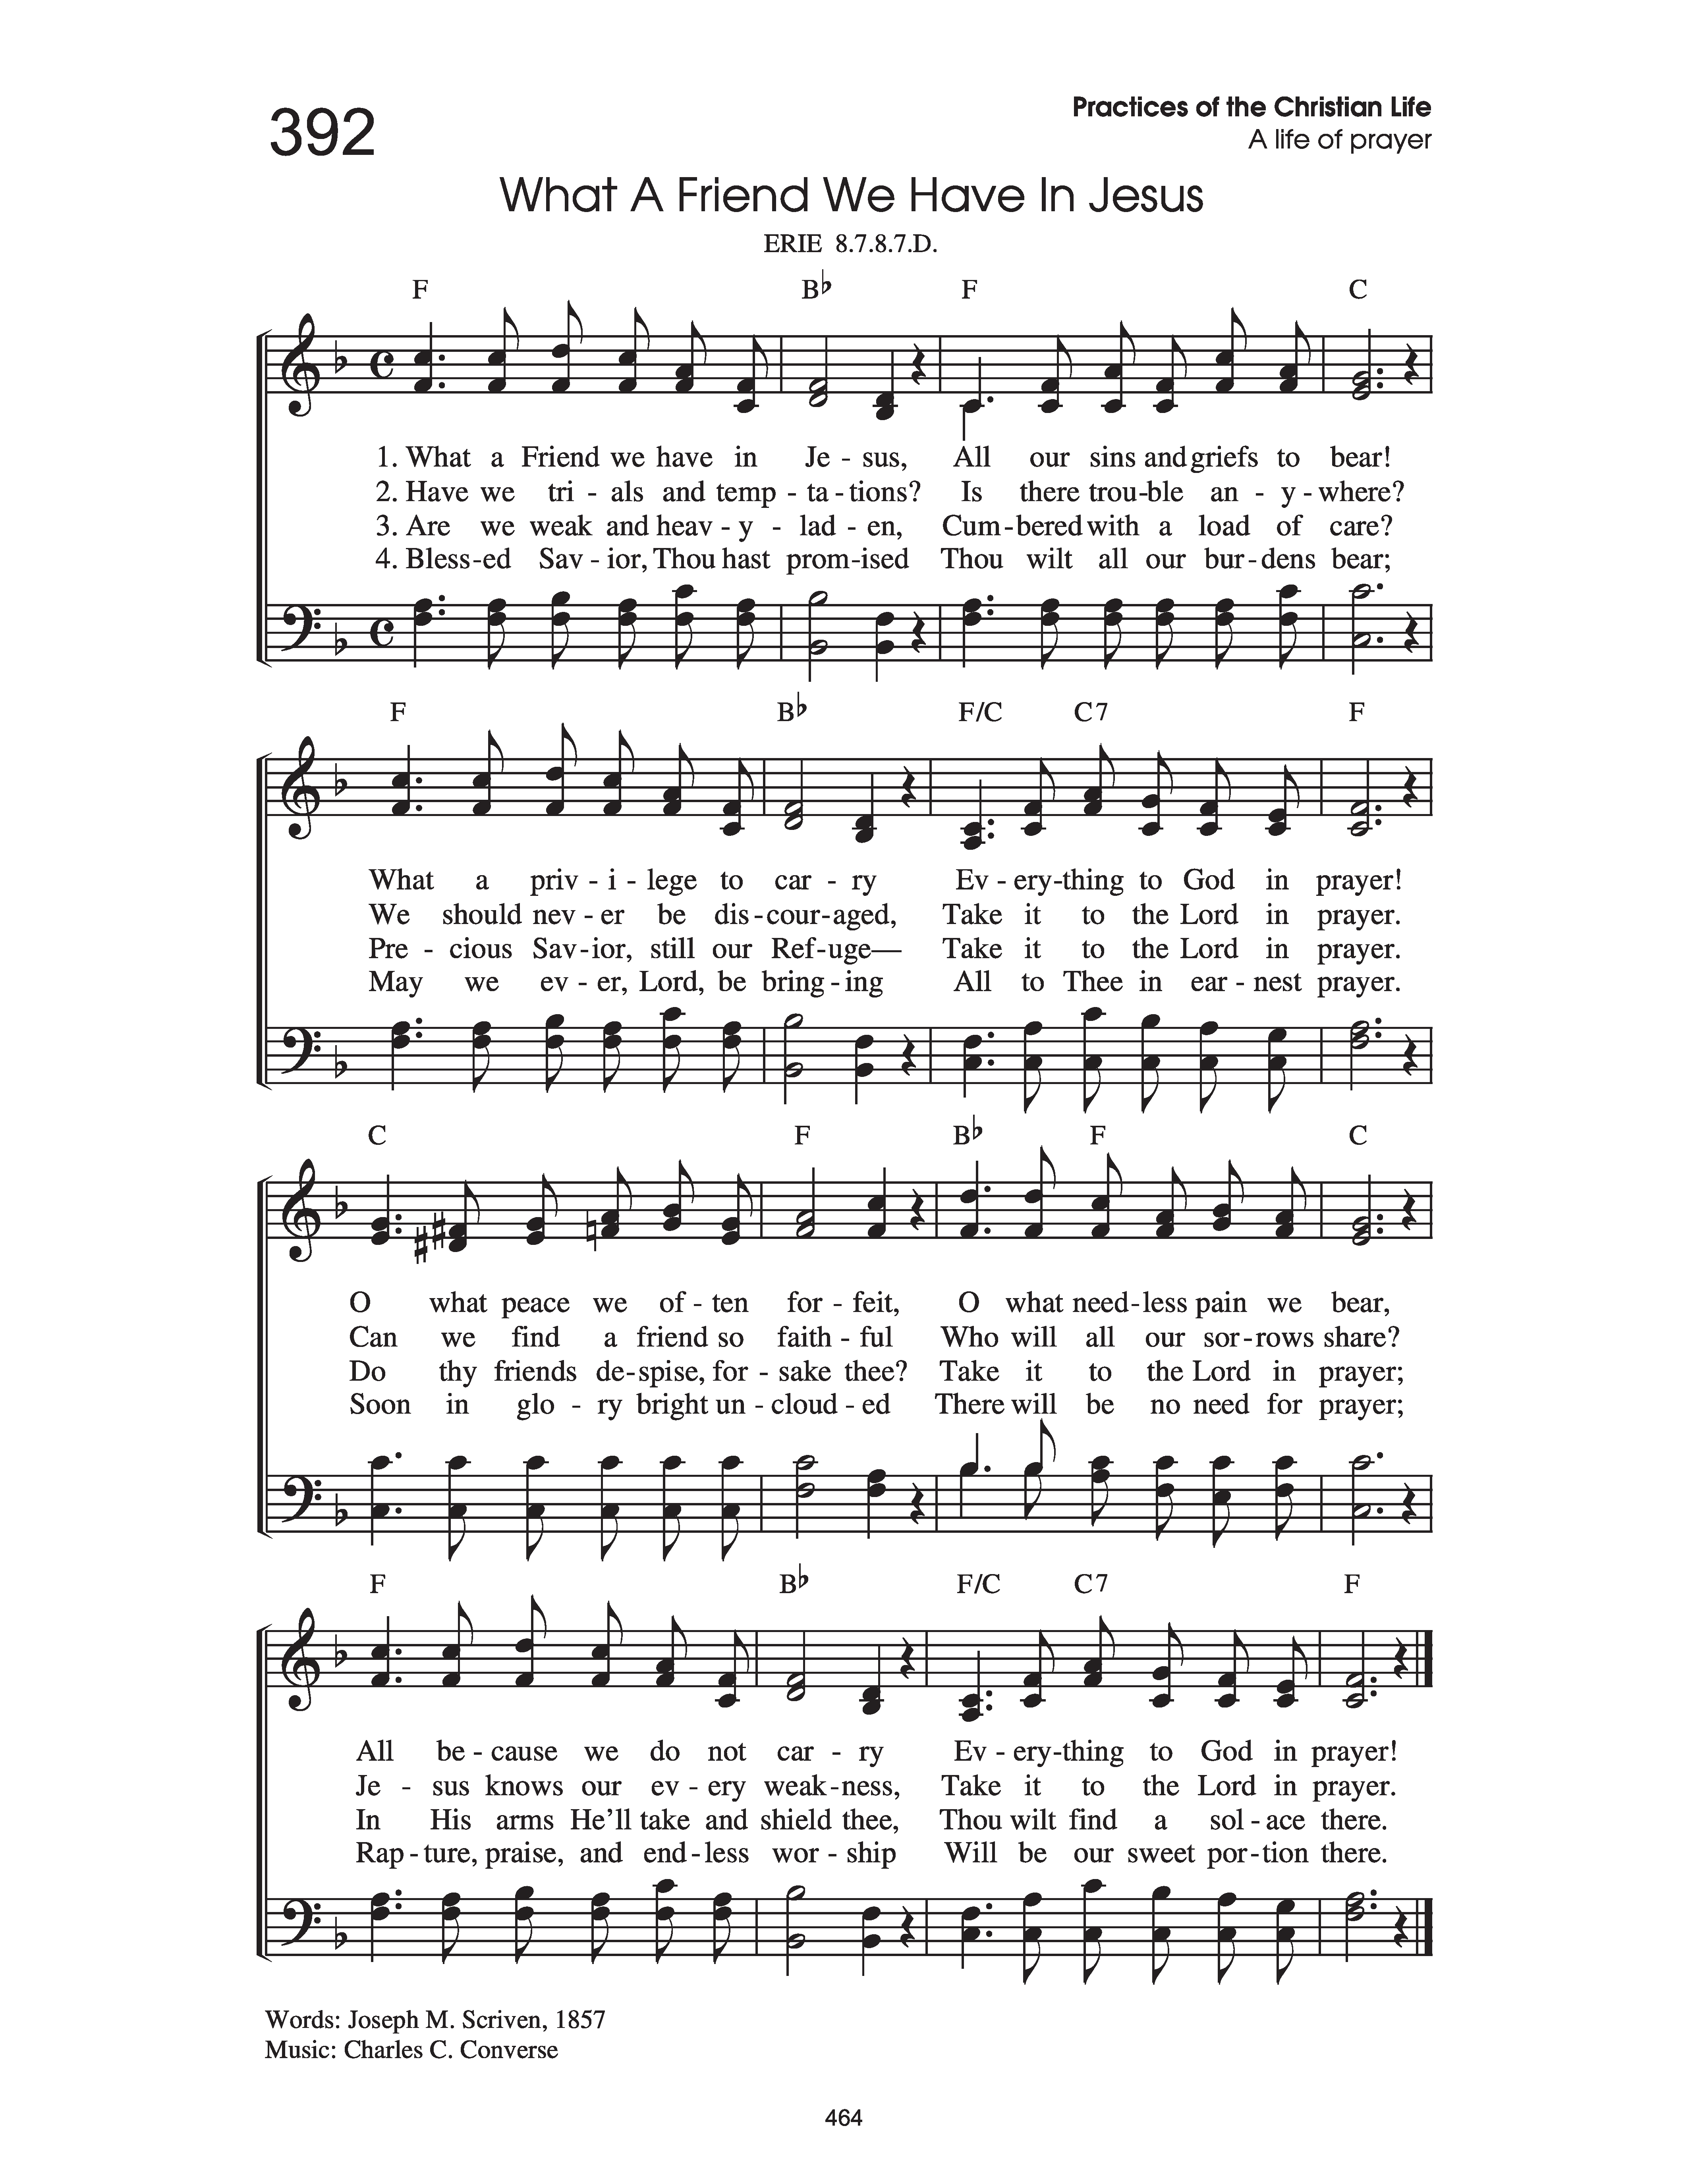 392
Practices of the Christian Life
A life of prayer
What A Friend We Have In Jesus
ERIE 8.7.8.7.D.
F B♭ F C
1. What a Friend we have in Je - sus, All our sins and griefs to bear!
2. Have we tri - als and temp - ta - tions? Is there trou - ble an - y - where?
3. Are we weak and heav - y - lad - en, Cum - bered with a load of care?
4. Bless - ed Sav - ior, Thou hast prom - ised Thou wilt all our bur - dens bear;
F B♭ F/C C7 F
What a priv - i - lege to car - ry Ev - ery - thing to God in prayer!
We should nev - er be dis - cour - aged, Take it to the Lord in prayer.
Pre - cious Sav - ior, still our Ref - uge— Take it to the Lord in prayer.
May we ev - er, Lord, be bring - ing All to Thee in ear - nest prayer.
C F B♭ F C
O what peace we of - ten for - feit, O what need - less pain we bear,
Can we find a friend so faith - ful Who will all our sor - rows share?
Do thy friends de - spise, for - sake thee? Take it to the Lord in prayer;
Soon in glo - ry bright un - cloud - ed There will be no need for prayer;
F B♭ F/C C7 F
All be - cause we do not car - ry Ev - ery - thing to God in prayer!
Je - sus knows our ev - ery weak - ness, Take it to the Lord in prayer.
In His arms He'll take and shield thee, Thou wilt find a sol - ace there.
Rap - ture, praise, and end - less wor - ship Will be our sweet por - tion there.
Words: Joseph M. Scriven, 1857
Music: Charles C. Converse
464